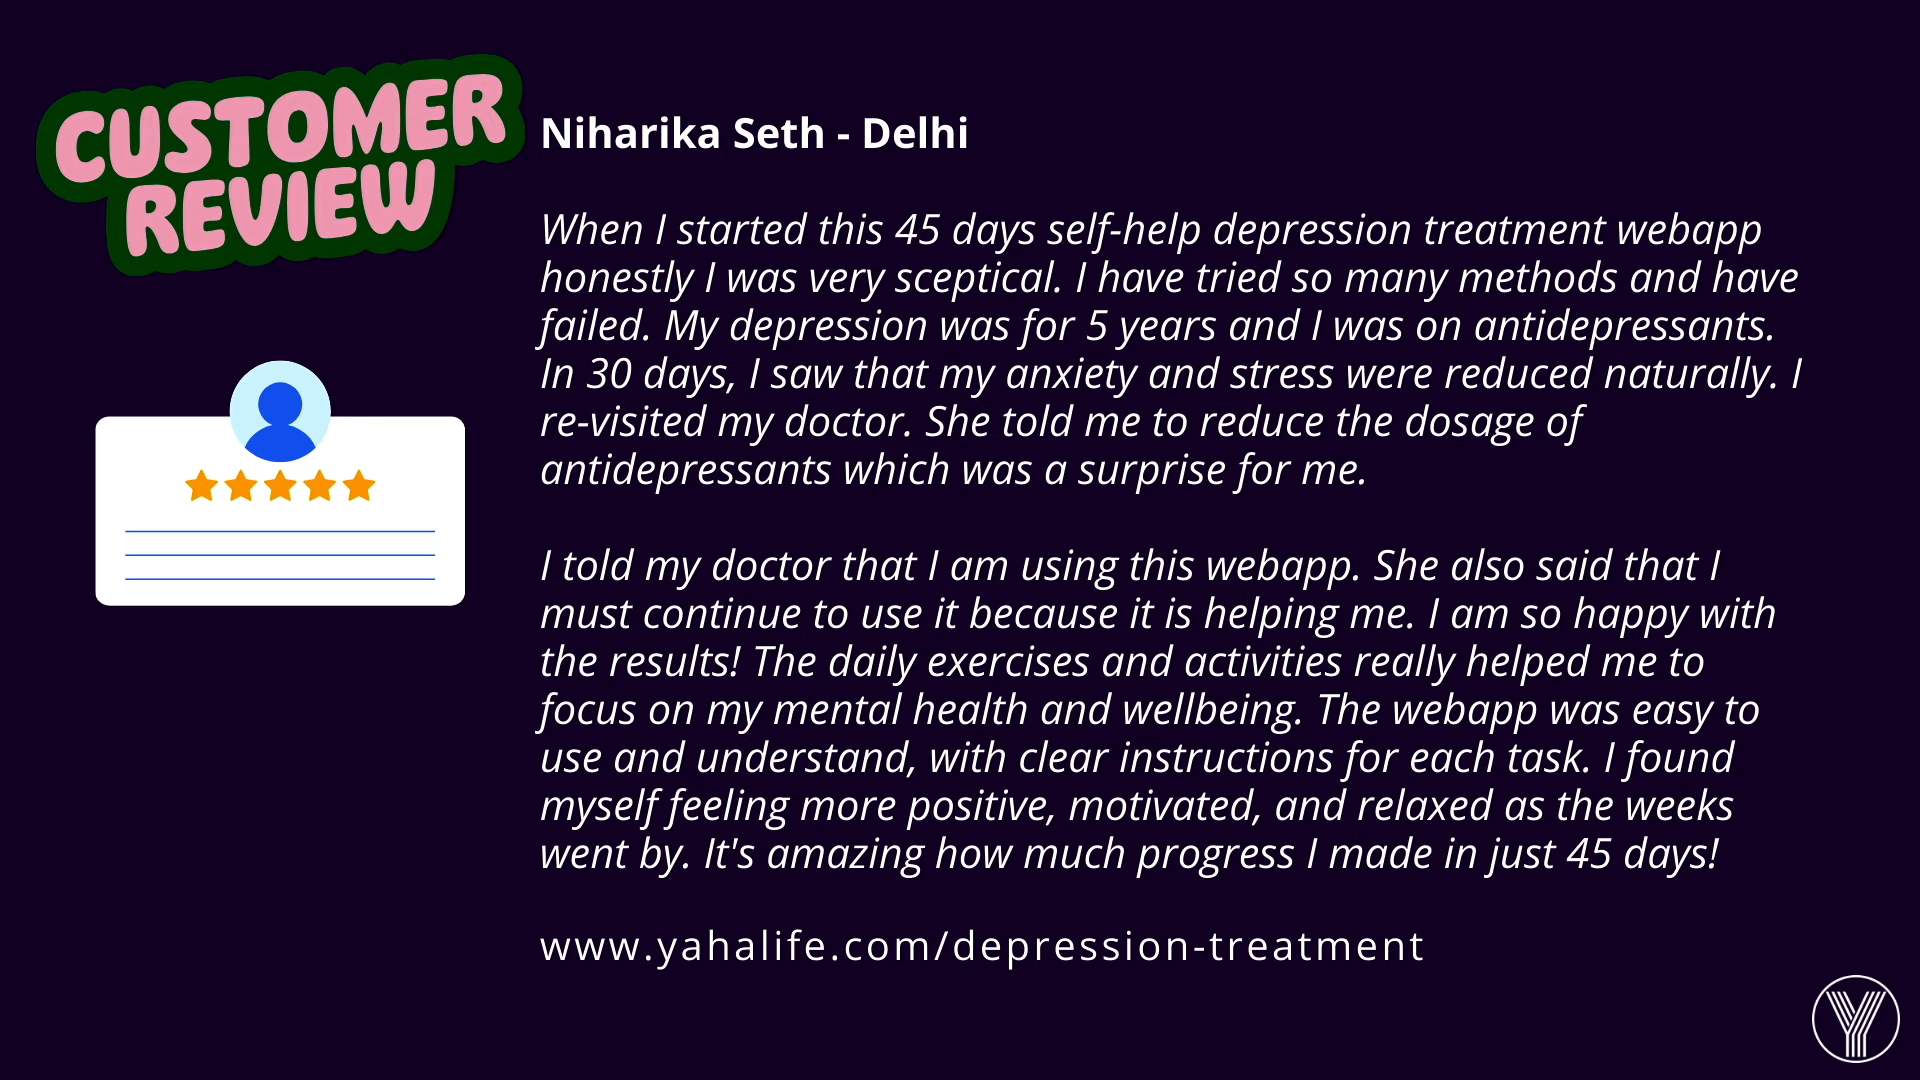 CUSTOMER
REVIEW
Niharika Seth - Delhi
When I started this 45 days self-help depression treatment webapp
honestly I was very sceptical. I have tried so many methods and have
failed. My depression was for 5 years and I was on antidepressants.
In 30 days, I saw that my anxiety and stress were reduced naturally. I
re-visited my doctor. She told me to reduce the dosage of
antidepressants which was a surprise for me.
I told my doctor that I am using this webapp. She also said that I
must continue to use it because it is helping me. I am so happy with
the results! The daily exercises and activities really helped me to
focus on my mental health and wellbeing. The webapp was easy to
use and understand, with clear instructions for each task. I found
myself feeling more positive, motivated, and relaxed as the weeks
went by. It's amazing how much progress I made in just 45 days!
www.yahalife.com/depression-treatment
Y